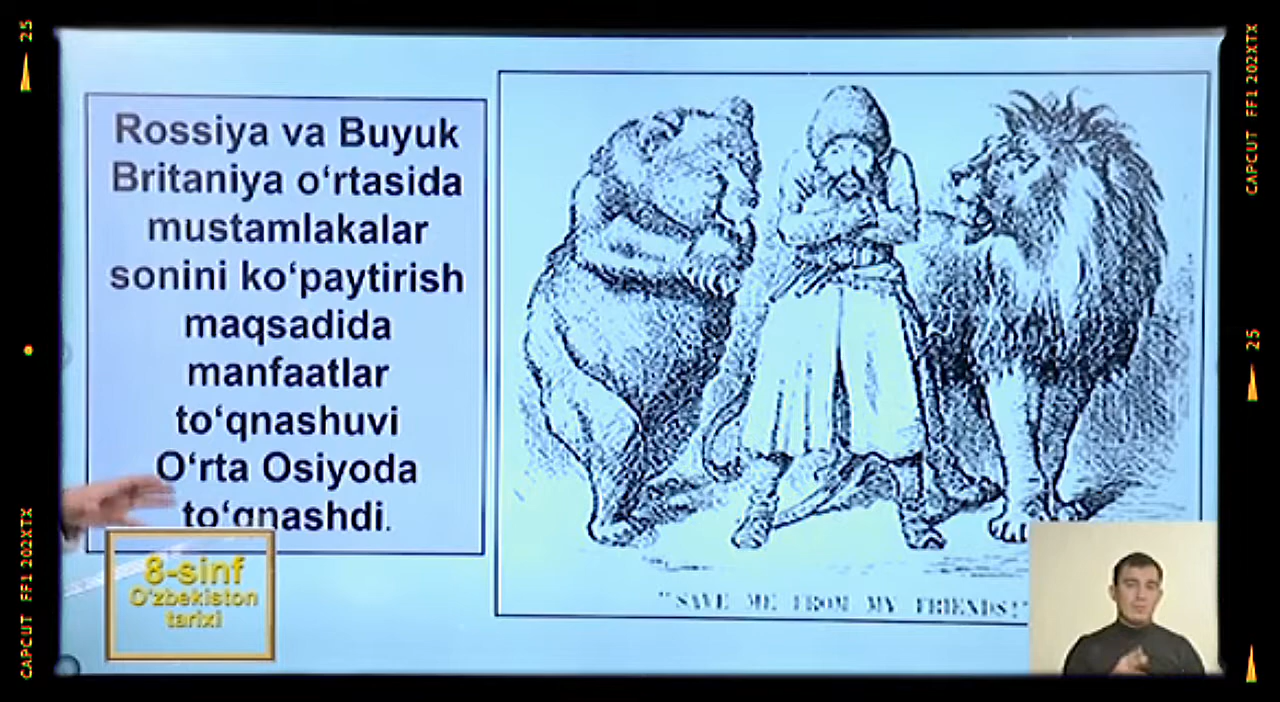 Rossiya va Buyuk
Britaniya o‘rtasida
mustamlakalar
sonini ko‘paytirish
maqsadida
manfaatlar
to‘qnashuvi
O‘rta Osiyoda
to‘qnashdi.
"SAVE ME FROM MY FRIENDS!"
8-sinf
O‘zbekiston
tarixi
25
CAPCUT FF1 202XTX
CAPCUT FF1 202XTX
25